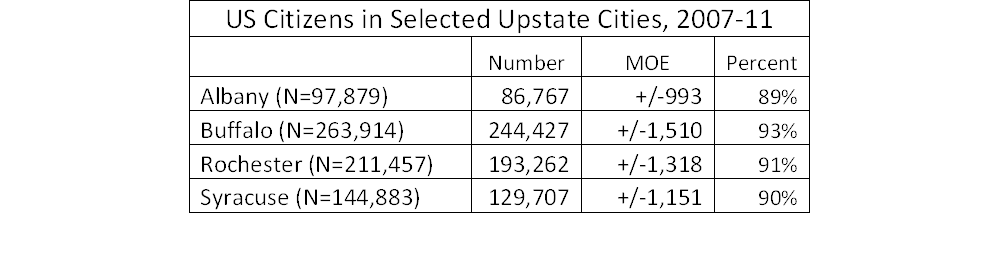 US Citizens in Selected Upstate Cities, 2007-11
Number MOE Percent
Albany (N=97,879) 86,767 +/-993 89%
Buffalo (N=263,914) 244,427 +/-1,510 93%
Rochester (N=211,457) 193,262 +/-1,318 91%
Syracuse (N=144,883) 129,707 +/-1,151 90%